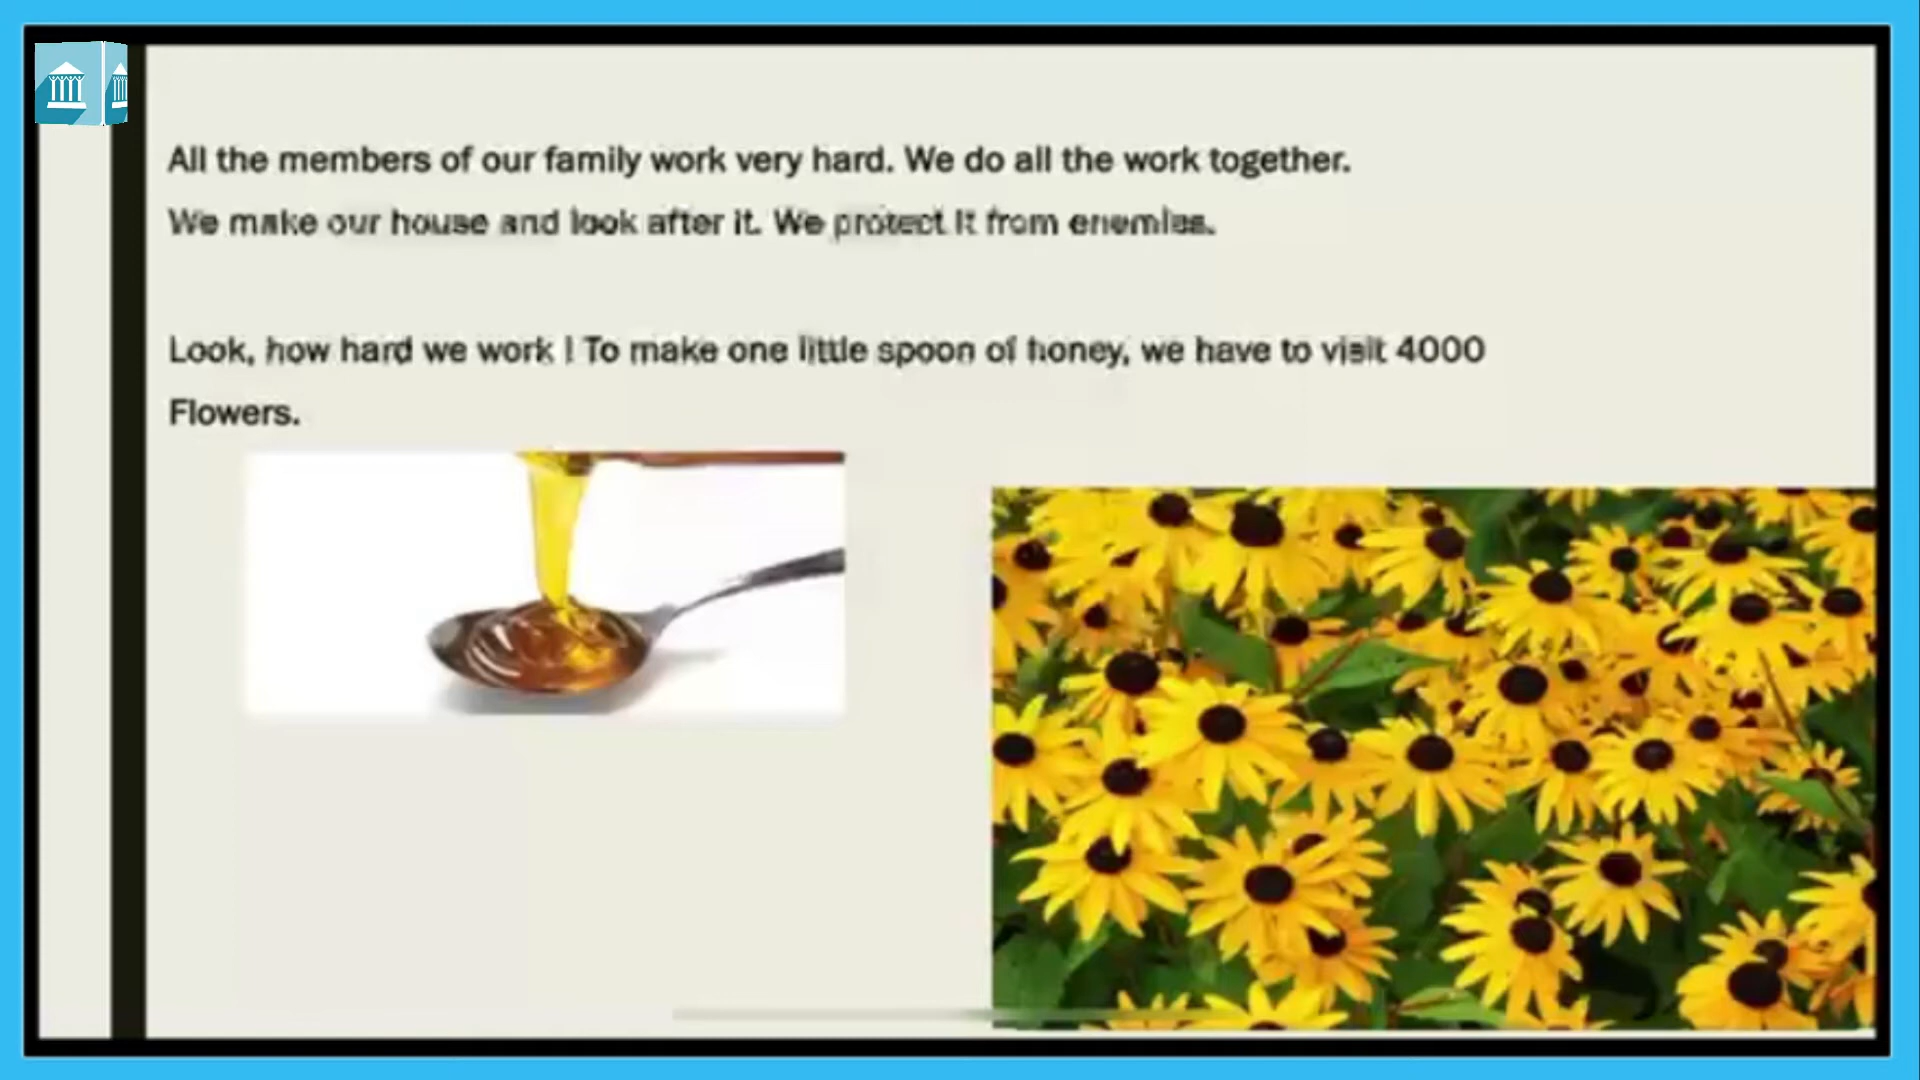 All the members of our family work very hard. We do all the work together.
We make our house and look after it. We protect it from enemies.
Look, how hard we work ! To make one little spoon of honey, we have to visit 4000
Flowers.